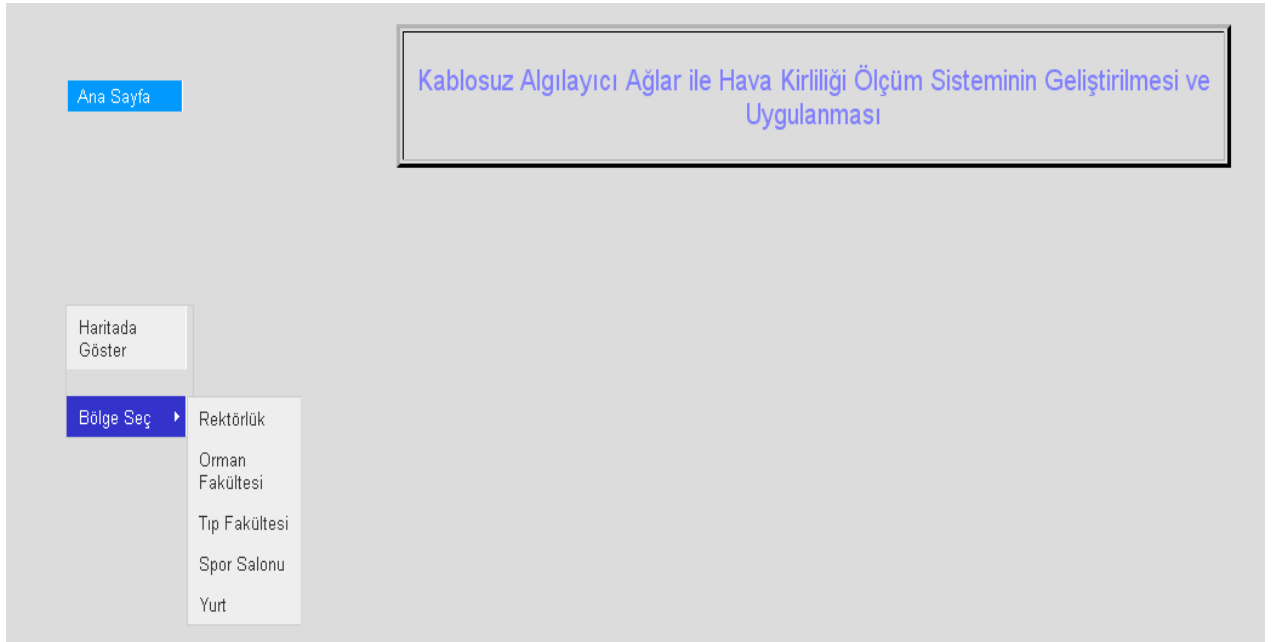 Kablosuz Algılayıcı Ağlar ile Hava Kirliliği Ölçüm Sisteminin Geliştirilmesi ve
Uygulanması
Ana Sayfa
Haritada
Göster
Bölge Seç
Rektörlük
Orman
Fakültesi
Tıp Fakültesi
Spor Salonu
Yurt